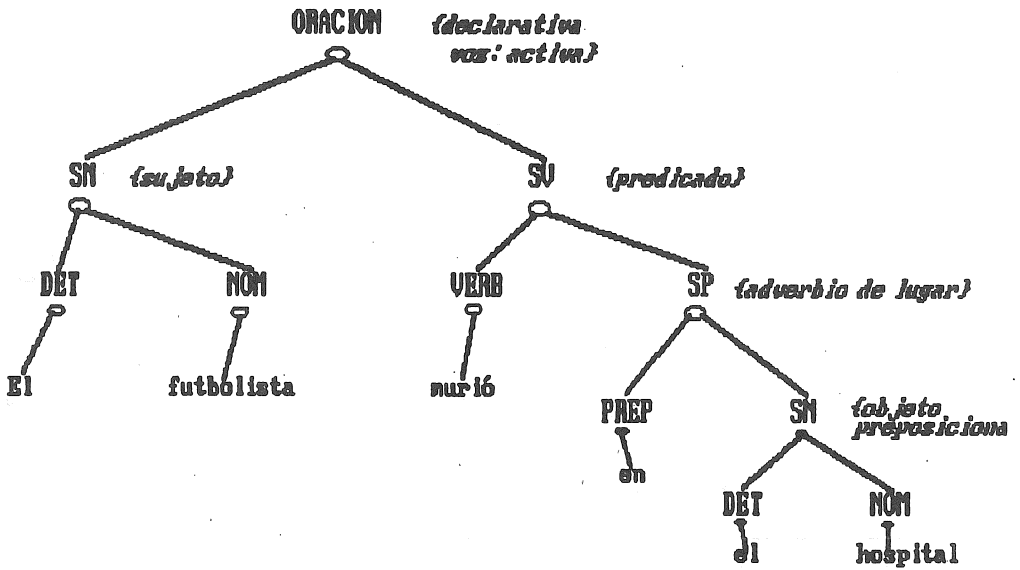 ORACION {declarativa
voz: activa}
SN {sujeto} SV {predicado}
DET NOM VERB SP {adverbio de lugar}
El futbolista murió
PREP SN {objeto
preposiciona
en
DET NOM
el hospital